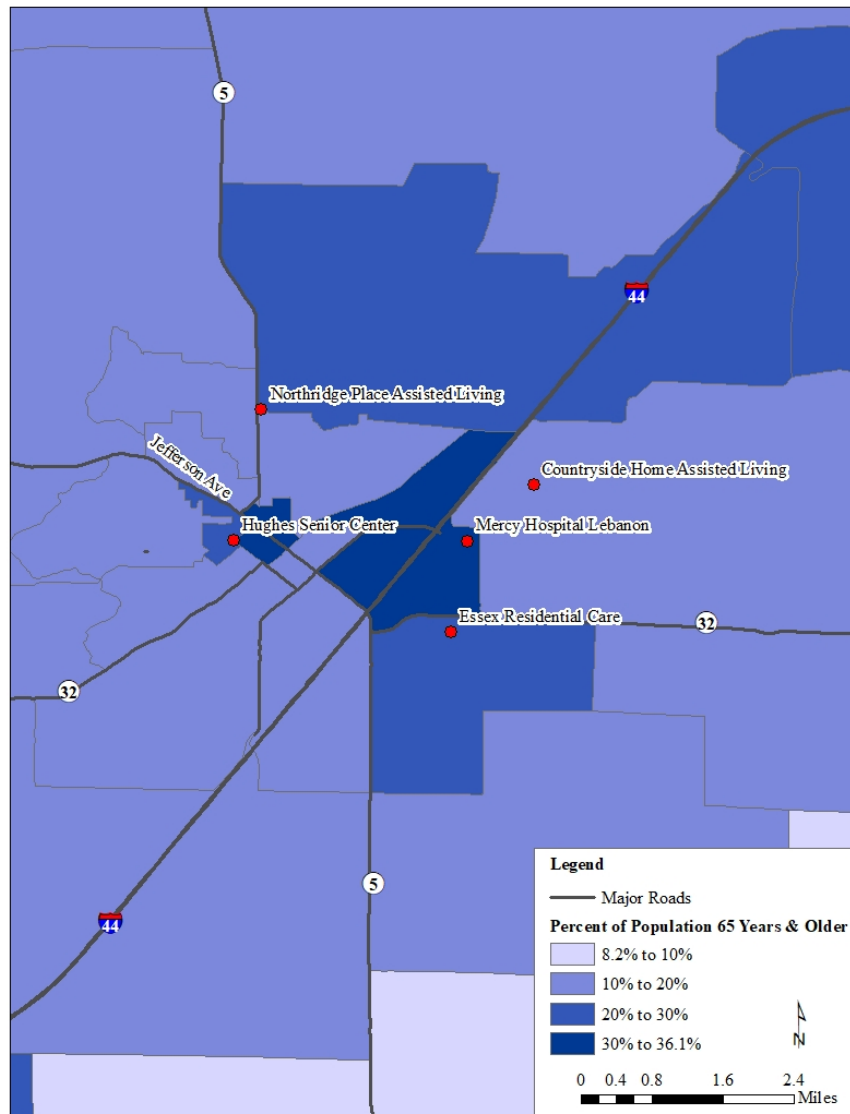 5
44
Northridge Place Assisted Living
Jefferson Ave
Countryside Home Assisted Living
Hughes Senior Center
Mercy Hospital Lebanon
Essex Residential Care
32
32
5
44
Legend
Major Roads
Percent of Population 65 Years & Older
8.2% to 10%
10% to 20%
20% to 30%
30% to 36.1%
N
0 0.4 0.8 1.6 2.4
Miles